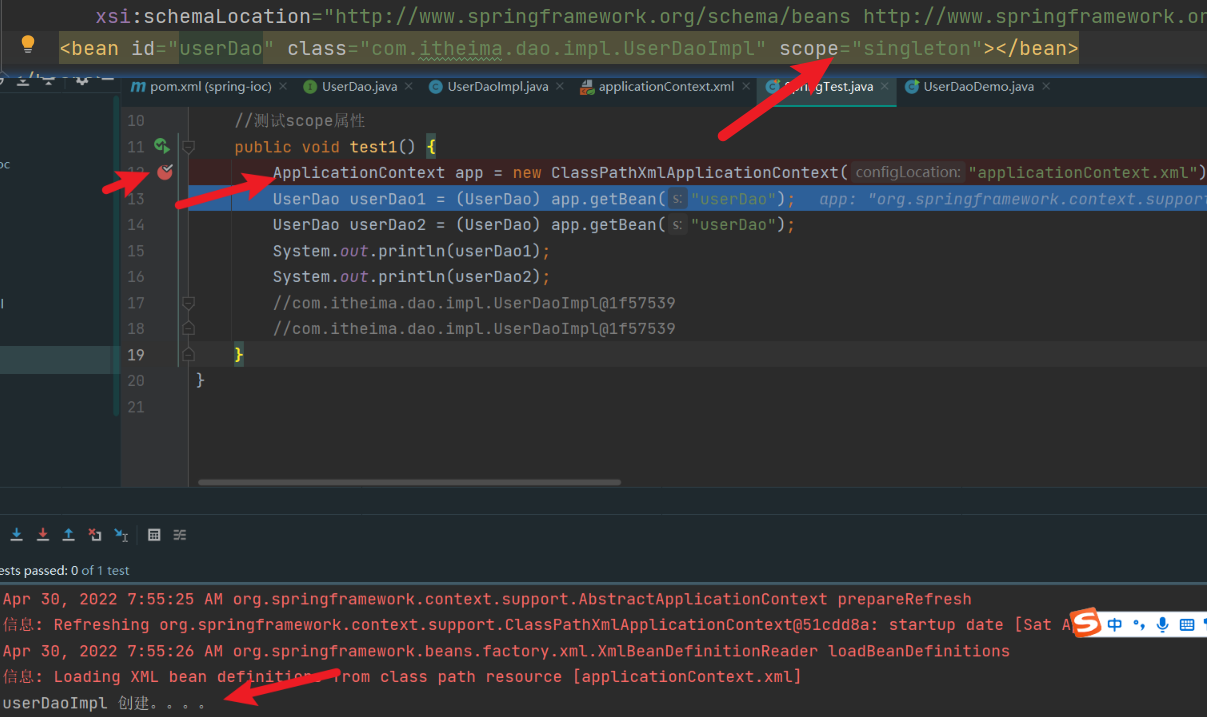 xsi:schemaLocation="http://www.springframework.org/schema/beans http://www.springframework.or
<bean id="userDao" class="com.itheima.dao.impl.UserDaoImpl" scope="singleton"></bean>
pom.xml (spring-ioc) UserDao.java UserDaoImpl.java applicationContext.xml SpringTest.java UserDaoDemo.java
10 //测试scope属性
11 public void test1() {
12 ApplicationContext app = new ClassPathXmlApplicationContext( configLocation: "applicationContext.xml")
13 UserDao userDao1 = (UserDao) app.getBean( s: "userDao"); app: "org.springframework.context.support
14 UserDao userDao2 = (UserDao) app.getBean( s: "userDao");
15 System.out.println(userDao1);
16 System.out.println(userDao2);
17 //com.itheima.dao.impl.UserDaoImpl@1f57539
18 //com.itheima.dao.impl.UserDaoImpl@1f57539
19 }
20 }
21
ests passed: 0 of 1 test
Apr 30, 2022 7:55:25 AM org.springframework.context.support.AbstractApplicationContext prepareRefresh
信息: Refreshing org.springframework.context.support.ClassPathXmlApplicationContext@51cdd8a: startup date [Sat A
中
Apr 30, 2022 7:55:26 AM org.springframework.beans.factory.xml.XmlBeanDefinitionReader loadBeanDefinitions
信息: Loading XML bean definitions from class path resource [applicationContext.xml]
userDaoImpl 创建。。。。